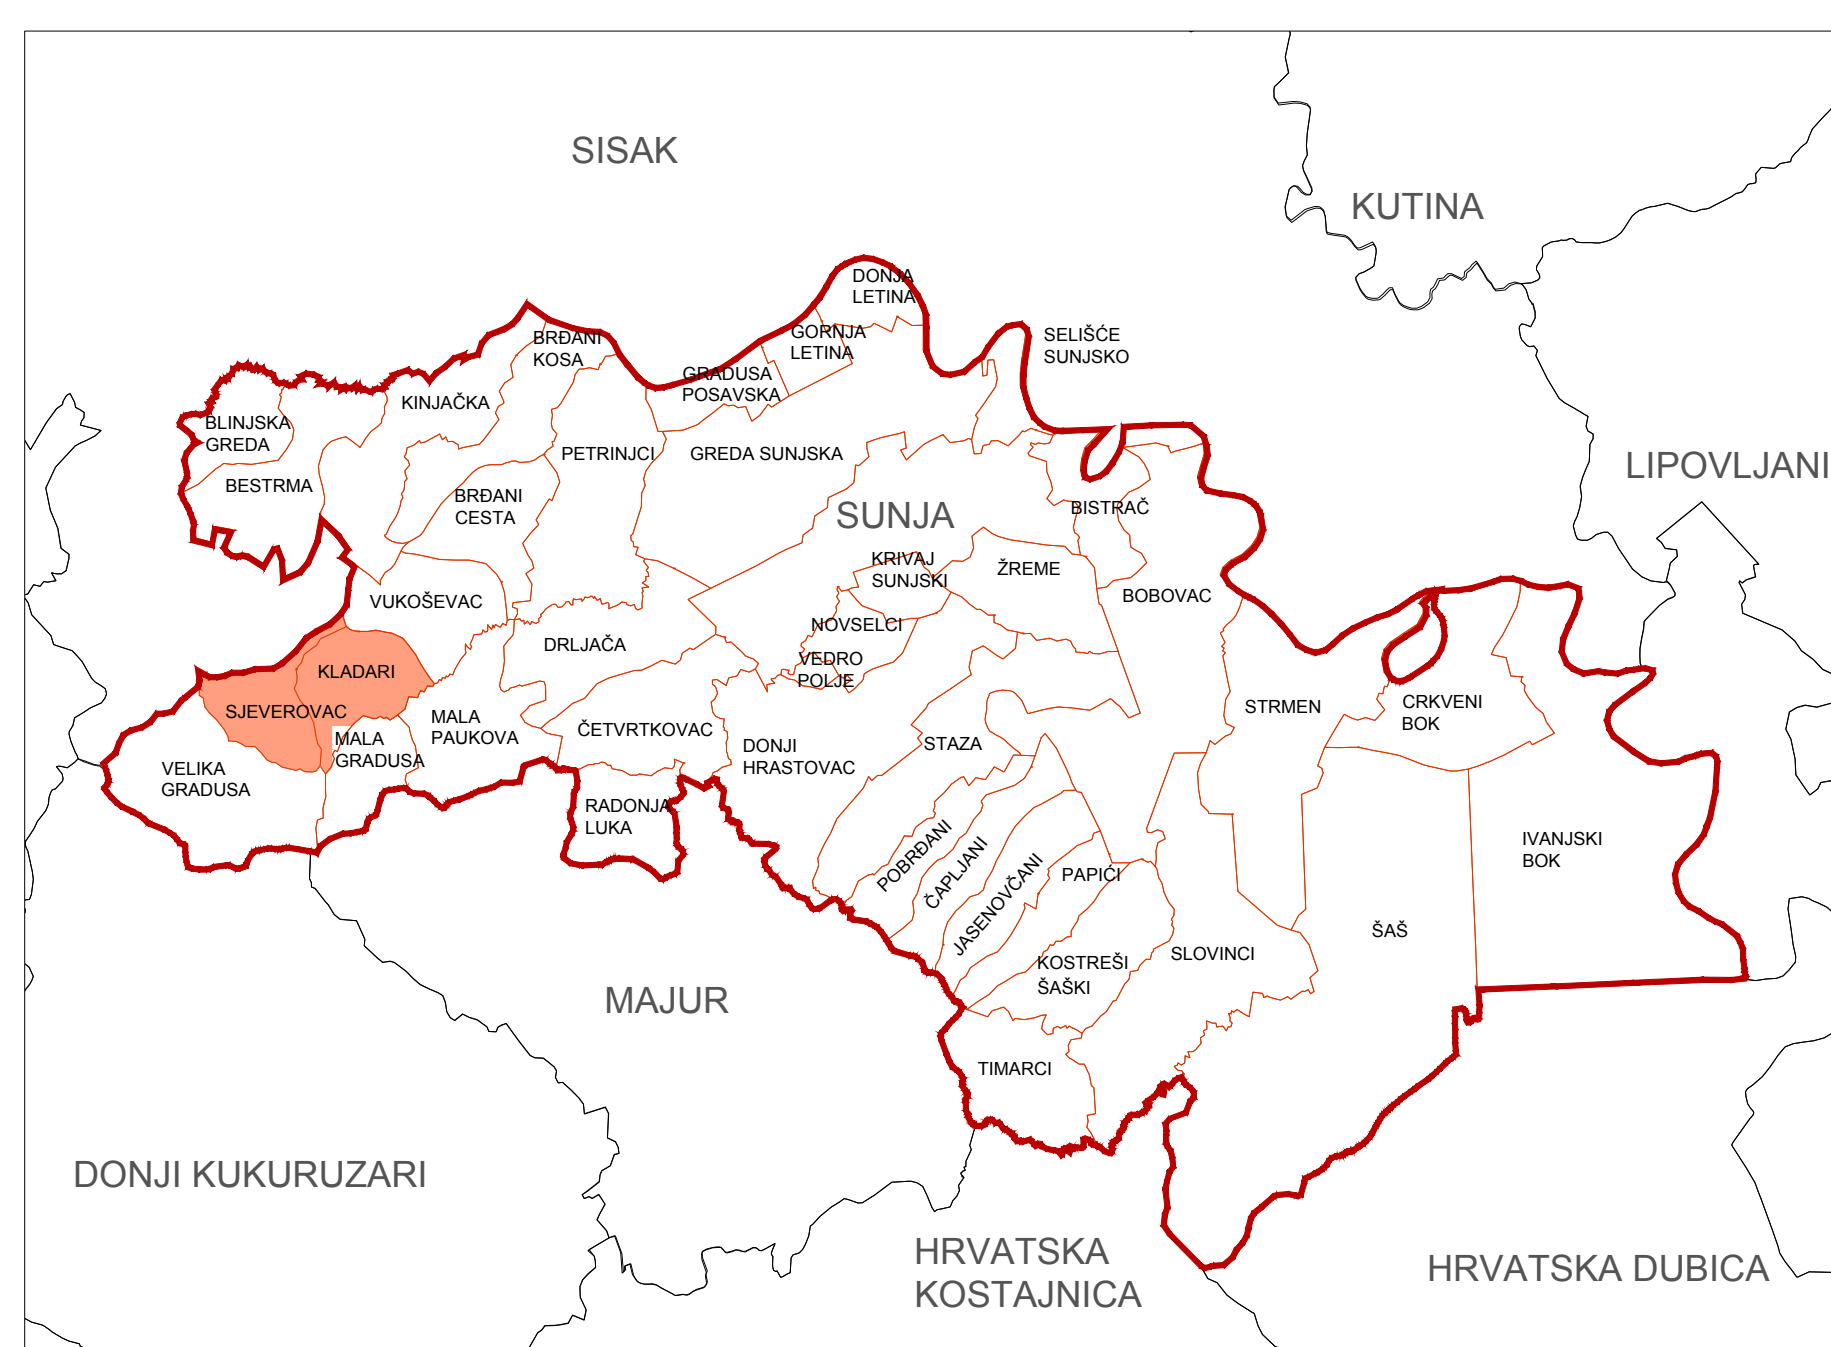 SISAK
KUTINA
DONJA
LETINA
GORNJA
LETINA
SELIŠĆE
SUNJSKO
BRĐANI
KOSA
GRADUSA
POSAVSKA
KINJAČKA
BLINJSKA
GREDA
PETRINJCI
GREDA SUNJSKA
LIPOVLJANI
BESTRMA
BRĐANI
CESTA
SUNJA
BISTRAČ
KRIVAJ
SUNJSKI
ŽREME
BOBOVAC
VUKOŠEVAC
NOVSELCI
DRLJAČA
VEDRO
POLJE
KLADARI
SJEVEROVAC
MALA
PAUKOVA
ČETVRTKOVAC
STRMEN
CRKVENI
BOK
MALA
GRADUSA
DONJI
HRASTOVAC
STAZA
VELIKA
GRADUSA
RADONJA
LUKA
IVANJSKI
BOK
POBRĐANI
ČAPLJANI
JASENOVČANI
PAPIĆI
ŠAŠ
KOSTREŠI
ŠAŠKI
SLOVINCI
MAJUR
TIMARCI
DONJI KUKURUZARI
HRVATSKA
KOSTAJNICA
HRVATSKA DUBICA